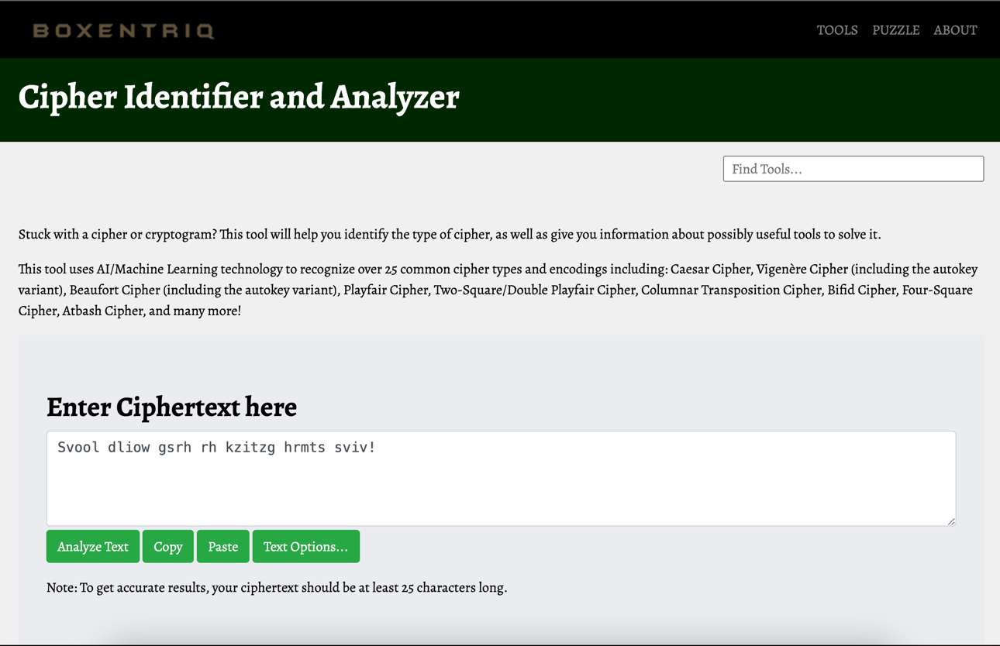 BOXENTRIQ
TOOLS PUZZLE ABOUT
Cipher Identifier and Analyzer
Find Tools...
Stuck with a cipher or cryptogram? This tool will help you identify the type of cipher, as well as give you information about possibly useful tools to solve it.
This tool uses AI/Machine Learning technology to recognize over 25 common cipher types and encodings including: Caesar Cipher, Vigenère Cipher (including the autokey
variant), Beaufort Cipher (including the autokey variant), Playfair Cipher, Two-Square/Double Playfair Cipher, Columnar Transposition Cipher, Bifid Cipher, Four-Square
Cipher, Atbash Cipher, and many more!
Enter Ciphertext here
Svool dliow gsrh rh kzitzg hrmts sviv!
Analyze Text Copy Paste Text Options...
Note: To get accurate results, your ciphertext should be at least 25 characters long.